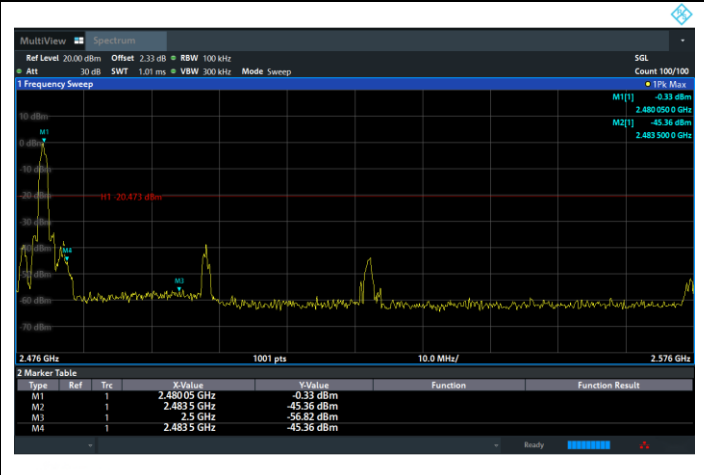 MultiView Spectrum
Ref Level 20.00 dBm Offset 2.33 dB RBW 100 kHz SGL
Att 30 dB SWT 1.01 ms VBW 300 kHz Mode Sweep Count 100/100
1 Frequency Sweep 1Pk Max
M1[1] -0.33 dBm
2.480 050 0 GHz
M2[1] -45.36 dBm
2.483 500 0 GHz
10 dBm
M1
0 dBm
-10 dBm
-20 dBm H1 -20.473 dBm
-30 dBm
-40 dBm
M4
-50 dBm
M3
-60 dBm
-70 dBm
2.476 GHz 1001 pts 10.0 MHz/ 2.576 GHz
2 Marker Table
Type Ref Trc X-Value Y-Value Function Function Result
M1 1 2.480 05 GHz -0.33 dBm
M2 1 2.483 5 GHz -45.36 dBm
M3 1 2.5 GHz -56.82 dBm
M4 1 2.483 5 GHz -45.36 dBm
Ready